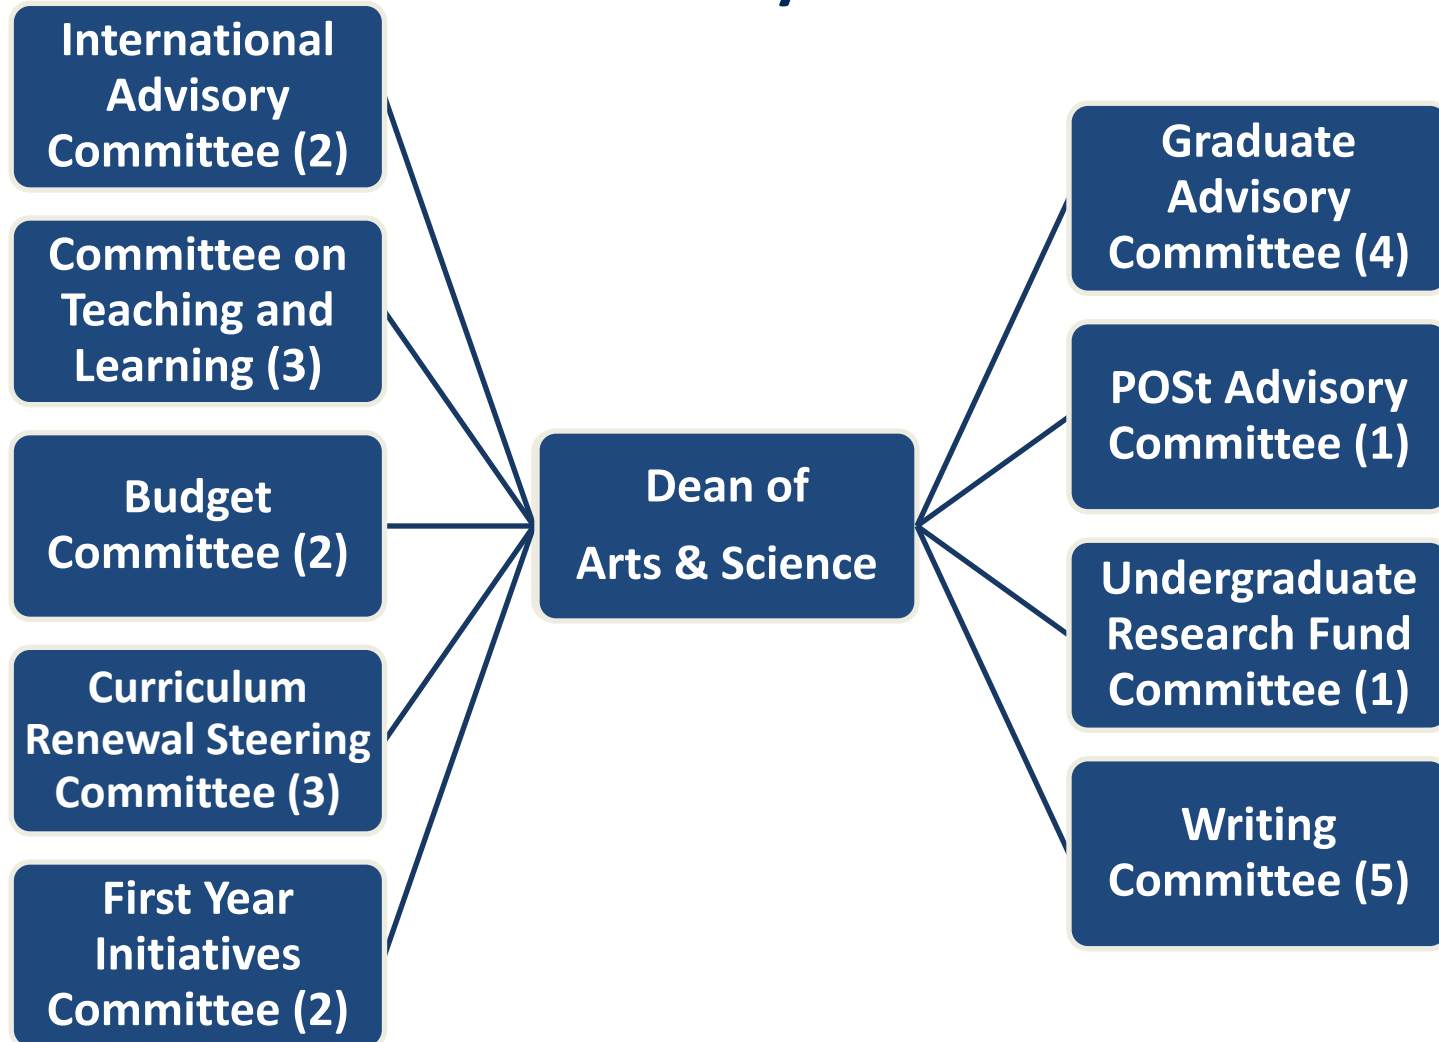 International
Advisory
Committee (2)
Committee on
Teaching and
Learning (3)
Budget
Committee (2)
Curriculum
Renewal Steering
Committee (3)
First Year
Initiatives
Committee (2)
Dean of
Arts & Science
Graduate
Advisory
Committee (4)
POSt Advisory
Committee (1)
Undergraduate
Research Fund
Committee (1)
Writing
Committee (5)